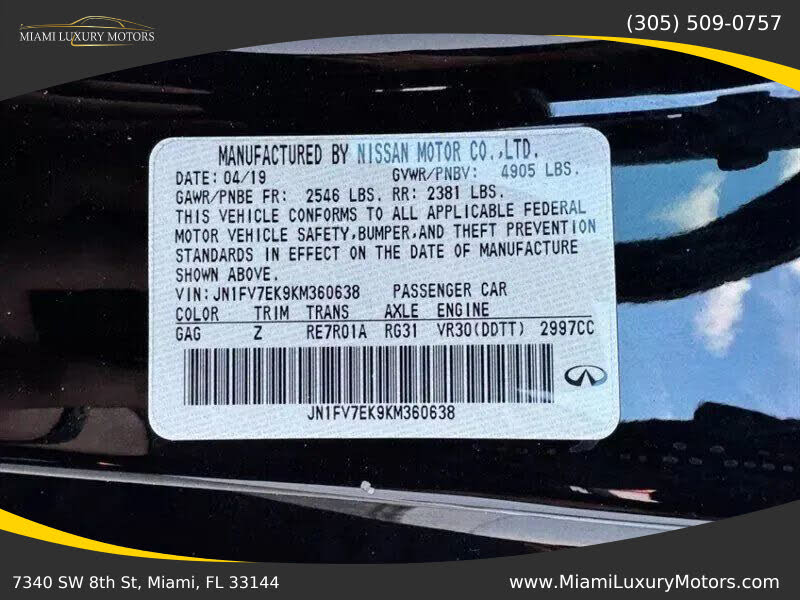 MIAMI LUXURY MOTORS
(305) 509-0757
MANUFACTURED BY NISSAN MOTOR CO.,LTD.
DATE: 04/19 GVWR/PNBV: 4905 LBS.
GAWR/PNBE FR: 2546 LBS. RR: 2381 LBS.
THIS VEHICLE CONFORMS TO ALL APPLICABLE FEDERAL
MOTOR VEHICLE SAFETY,BUMPER,AND THEFT PREVENTION
STANDARDS IN EFFECT ON THE DATE OF MANUFACTURE
SHOWN ABOVE.
VIN:JN1FV7EK9KM360638 PASSENGER CAR
COLOR TRIM TRANS AXLE ENGINE
GAG Z RE7R01A RG31 VR30(DDTT) 2997CC
JN1FV7EK9KM360638
7340 SW 8th St, Miami, FL 33144
www.MiamiLuxuryMotors.com